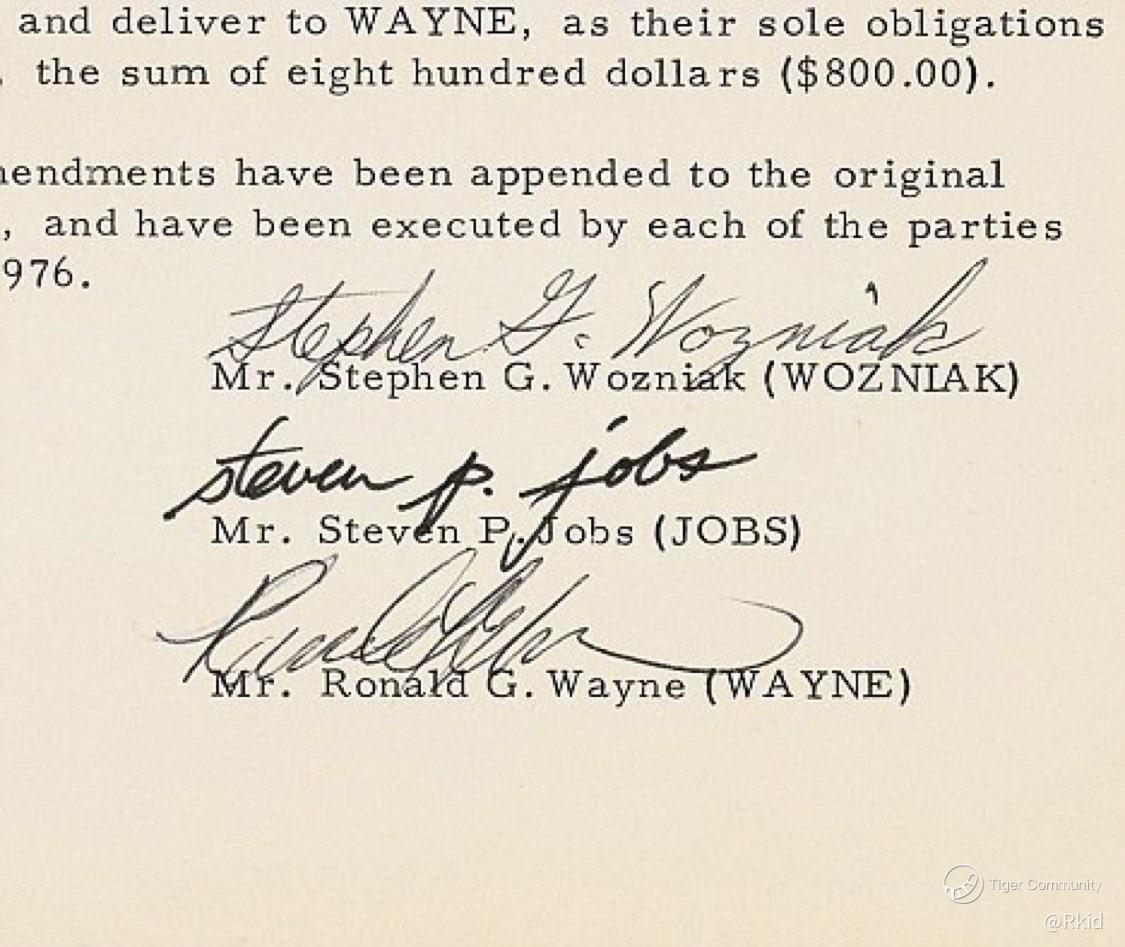 and deliver to WAYNE, as their sole obligations
, the sum of eight hundred dollars ($800.00).
mendments have been appended to the original
, and have been executed by each of the parties
976.
Stephen G. Wozniak
Mr. Stephen G. Wozniak (WOZNIAK)
steven p. jobs
Mr. Steven P. Jobs (JOBS)
Mr. Ronald G. Wayne (WAYNE)
Tiger Community
@Rkid